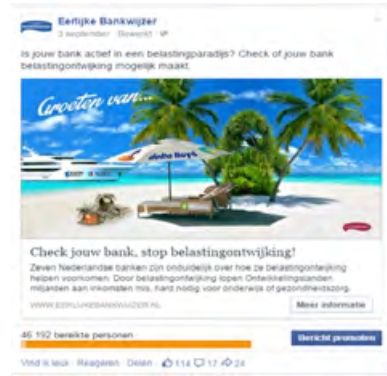 Eerlijke Bankwijzer
3 september · Bewerkt ·
Is jouw bank actief in een belastingparadijs? Check of jouw bank
belastingontwijking mogelijk maakt.
Groeten van...
Check jouw bank, stop belastingontwijking!
Zeven Nederlandse banken zijn onduidelijk over hoe ze belastingontwijking
helpen voorkomen. Door belastingontwijking lopen Ontwikkelingslanden
miljarden aan inkomsten mis, hard nodig voor onderwijs of gezondheidszorg.
WWW.EERLIJKEBANKWIJZER.NL
Meer informatie
46.192 bereikte personen
Bericht promoten
Vind ik leuk · Reageren · Delen · 114 17 24